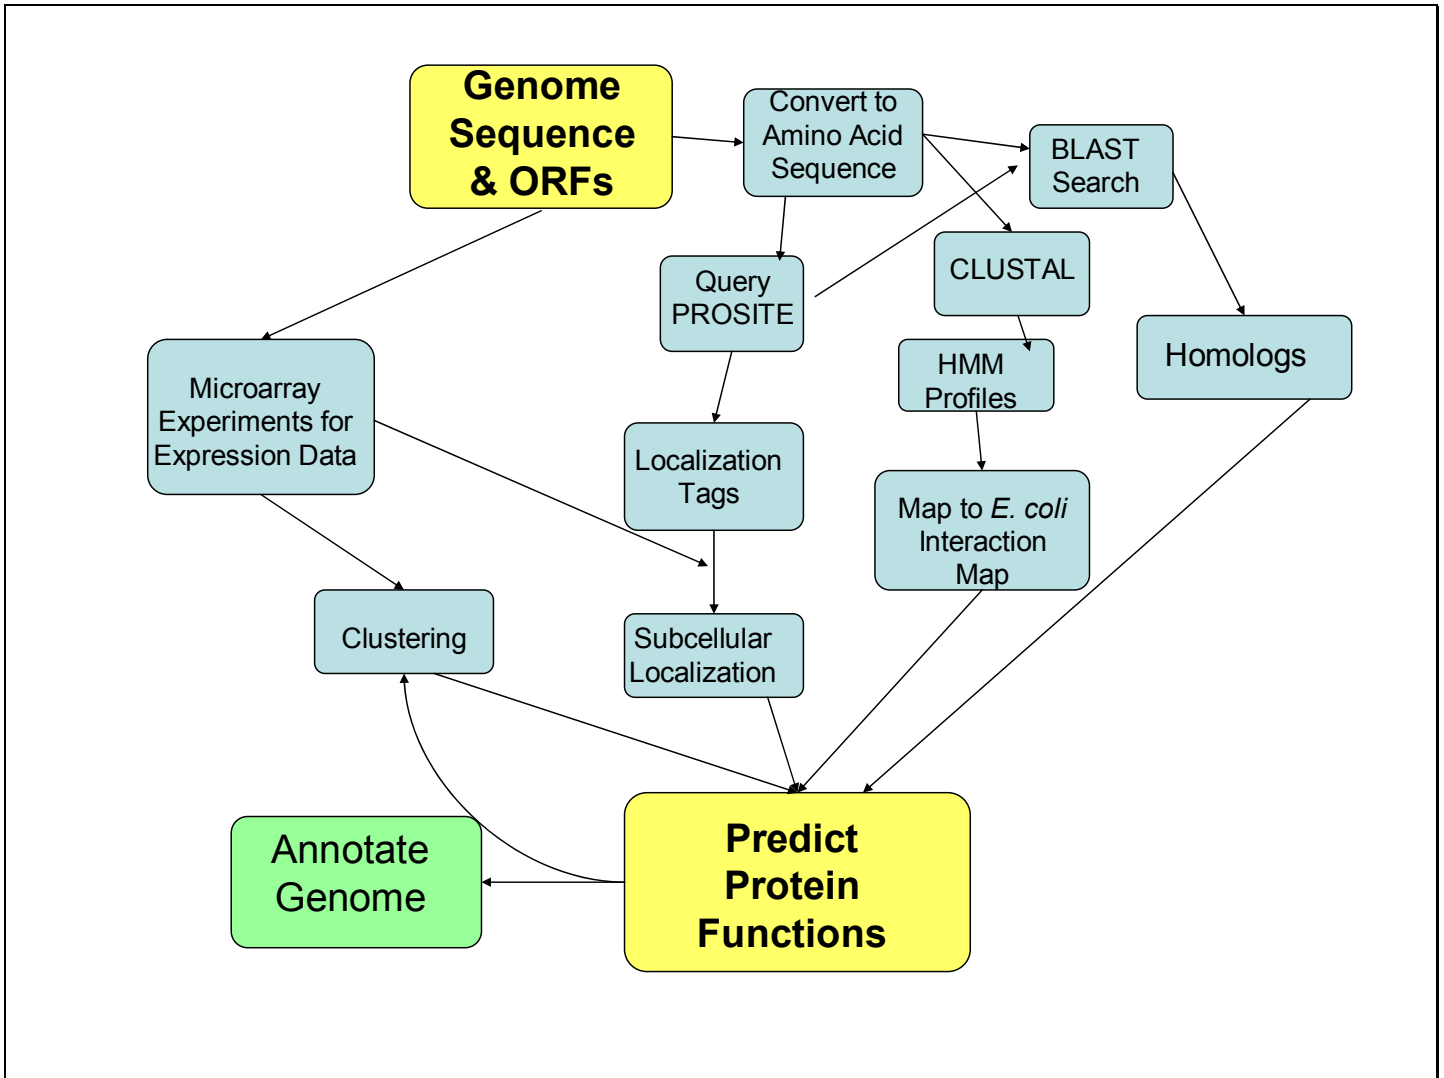 Genome
Sequence
& ORFs
Convert to
Amino Acid
Sequence
BLAST
Search
CLUSTAL
Query
PROSITE
Homologs
HMM
Profiles
Microarray
Experiments for
Expression Data
Localization
Tags
Map to E. coli
Interaction
Map
Clustering
Subcellular
Localization
Predict
Protein
Functions
Annotate
Genome